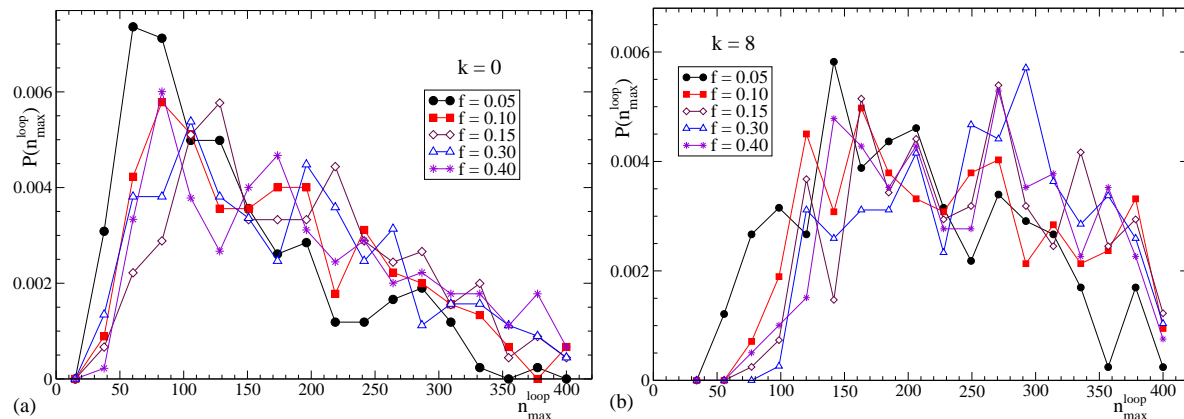 k = 0
f = 0.05
f = 0.10
f = 0.15
f = 0.30
f = 0.40
P(n_max^loop)
0.006
0.004
0.002
0
0 50 100 150 200 250 300 350 400
n_max^loop
(a)
k = 8
f = 0.05
f = 0.10
f = 0.15
f = 0.30
f = 0.40
P(n_max^loop)
0.006
0.004
0.002
0
0 50 100 150 200 250 300 350 400
n_max^loop
(b)